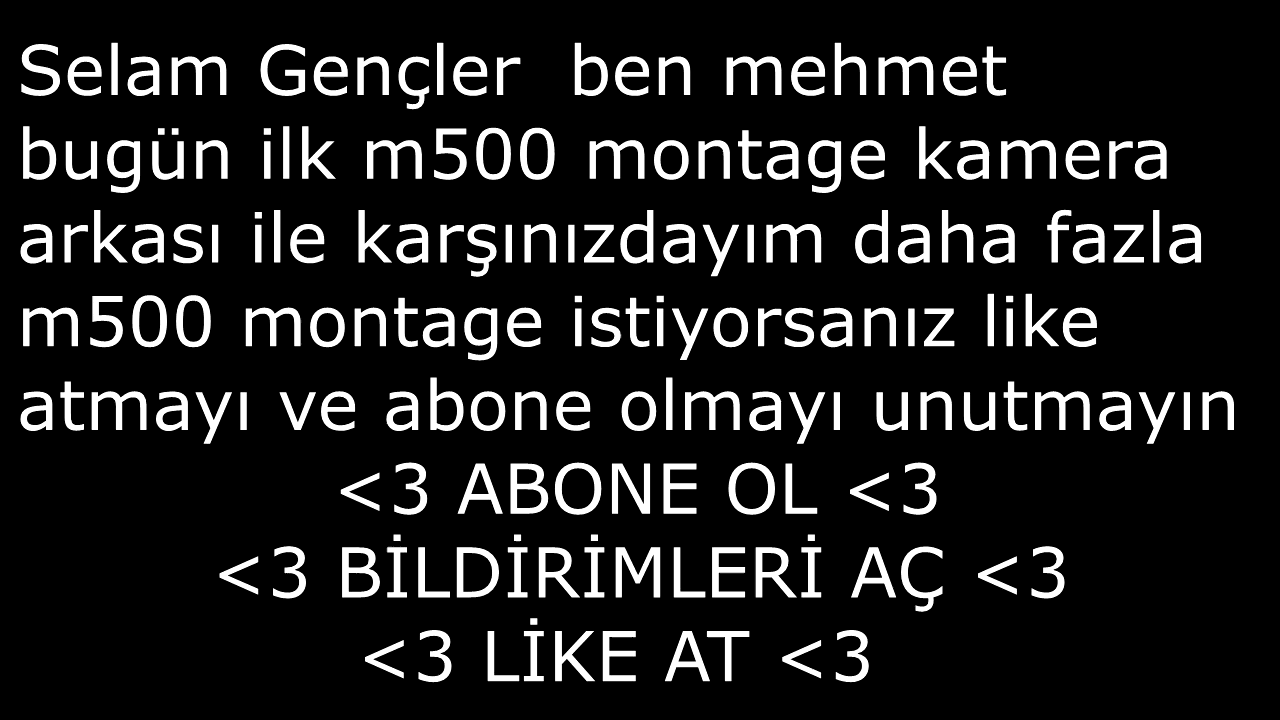 Selam Gençler  ben mehmet
bugün ilk m500 montage kamera
arkası ile karşınızdayım daha fazla
m500 montage istiyorsanız like
atmayı ve abone olmayı unutmayın
<3 ABONE OL <3
<3 BİLDİRİMLERİ AÇ <3
<3 LİKE AT <3